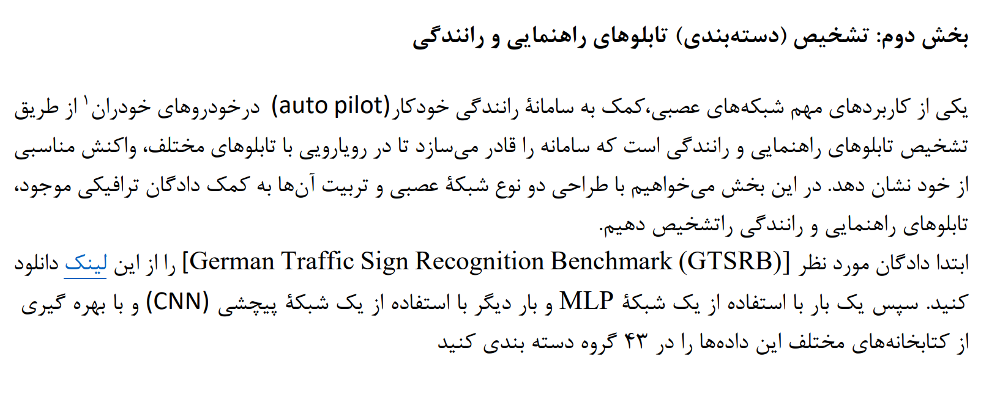 بخش دوم: تشخیص (دسته‌بندی) تابلوهای راهنمایی و رانندگی
یکی از کاربردهای مهم شبکه‌های عصبی،کمک به سامانهٔ رانندگی خودکار(auto pilot) درخودروهای خودران۱ از طریق
تشخیص تابلوهای راهنمایی و رانندگی است که سامانه را قادر می‌سازد تا در رویارویی با تابلوهای مختلف، واکنش مناسبی
از خود نشان دهد. در این بخش می‌خواهیم با طراحی دو نوع شبکهٔ عصبی و تربیت آن‌ها به کمک دادگان ترافیکی موجود،
تابلوهای راهنمایی و رانندگی راتشخیص دهیم.
ابتدا دادگان مورد نظر [German Traffic Sign Recognition Benchmark (GTSRB)] را از این لینک دانلود
کنید. سپس یک بار با استفاده از یک شبکهٔ MLP و بار دیگر با استفاده از یک شبکهٔ پیچشی (CNN) و با بهره گیری
از کتابخانه‌های مختلف این داده‌ها را در ۴۳ گروه دسته بندی کنید